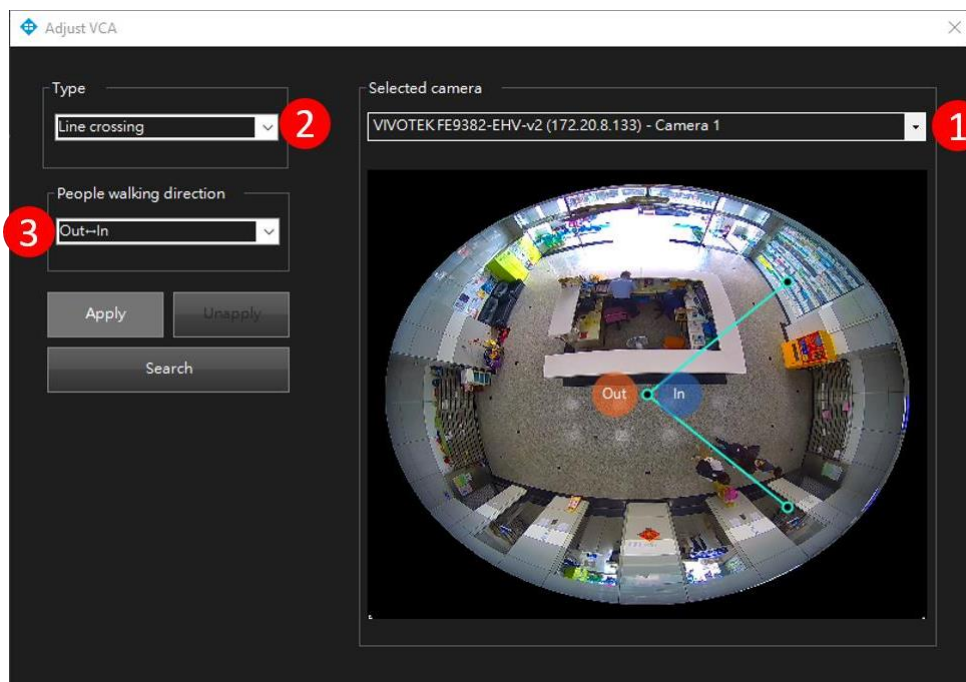 Adjust VCA
Type
Line crossing
2
People walking direction
3
Out↔In
Apply
Unapply
Search
Selected camera
VIVOTEK FE9382-EHV-v2 (172.20.8.133) - Camera 1
1
Out
In